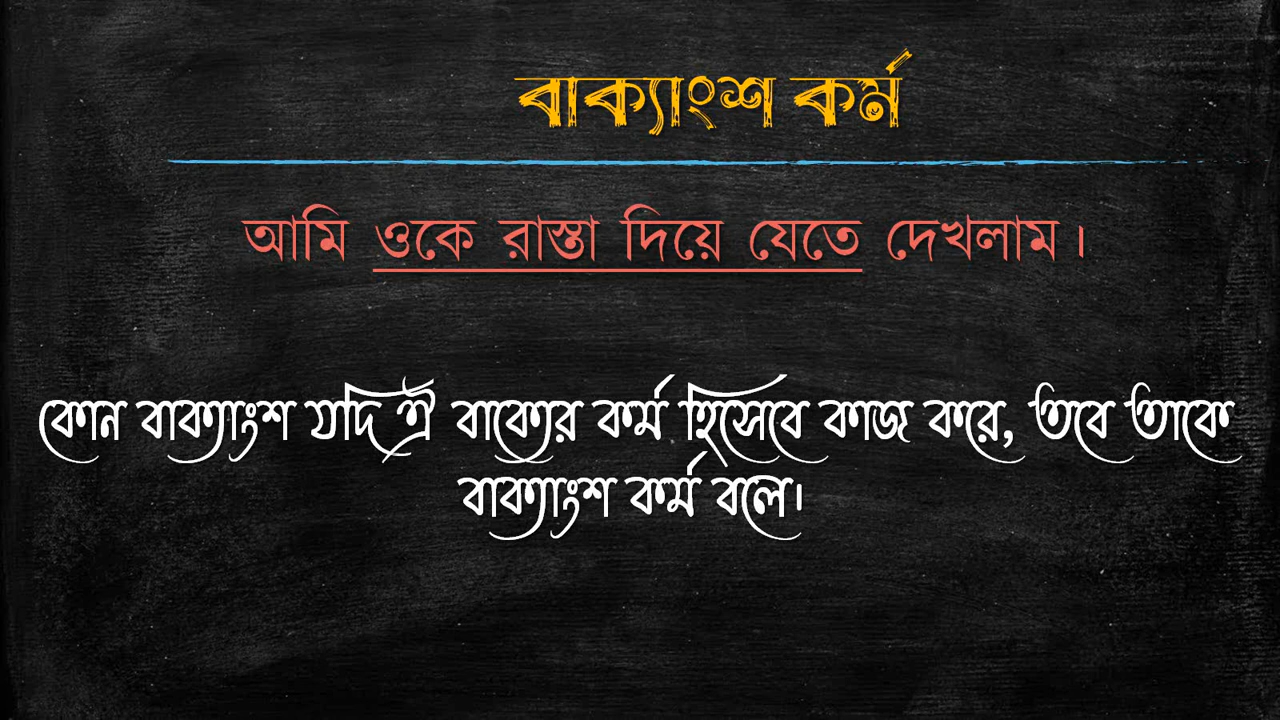 বাক্যাংশ কর্ম
আমি ওকে রাস্তা দিয়ে যেতে দেখলাম।
কোন বাক্যাংশ যদি ঐ বাক্যের কর্ম হিসেবে কাজ করে, তবে তাকে
বাক্যাংশ কর্ম বলে।